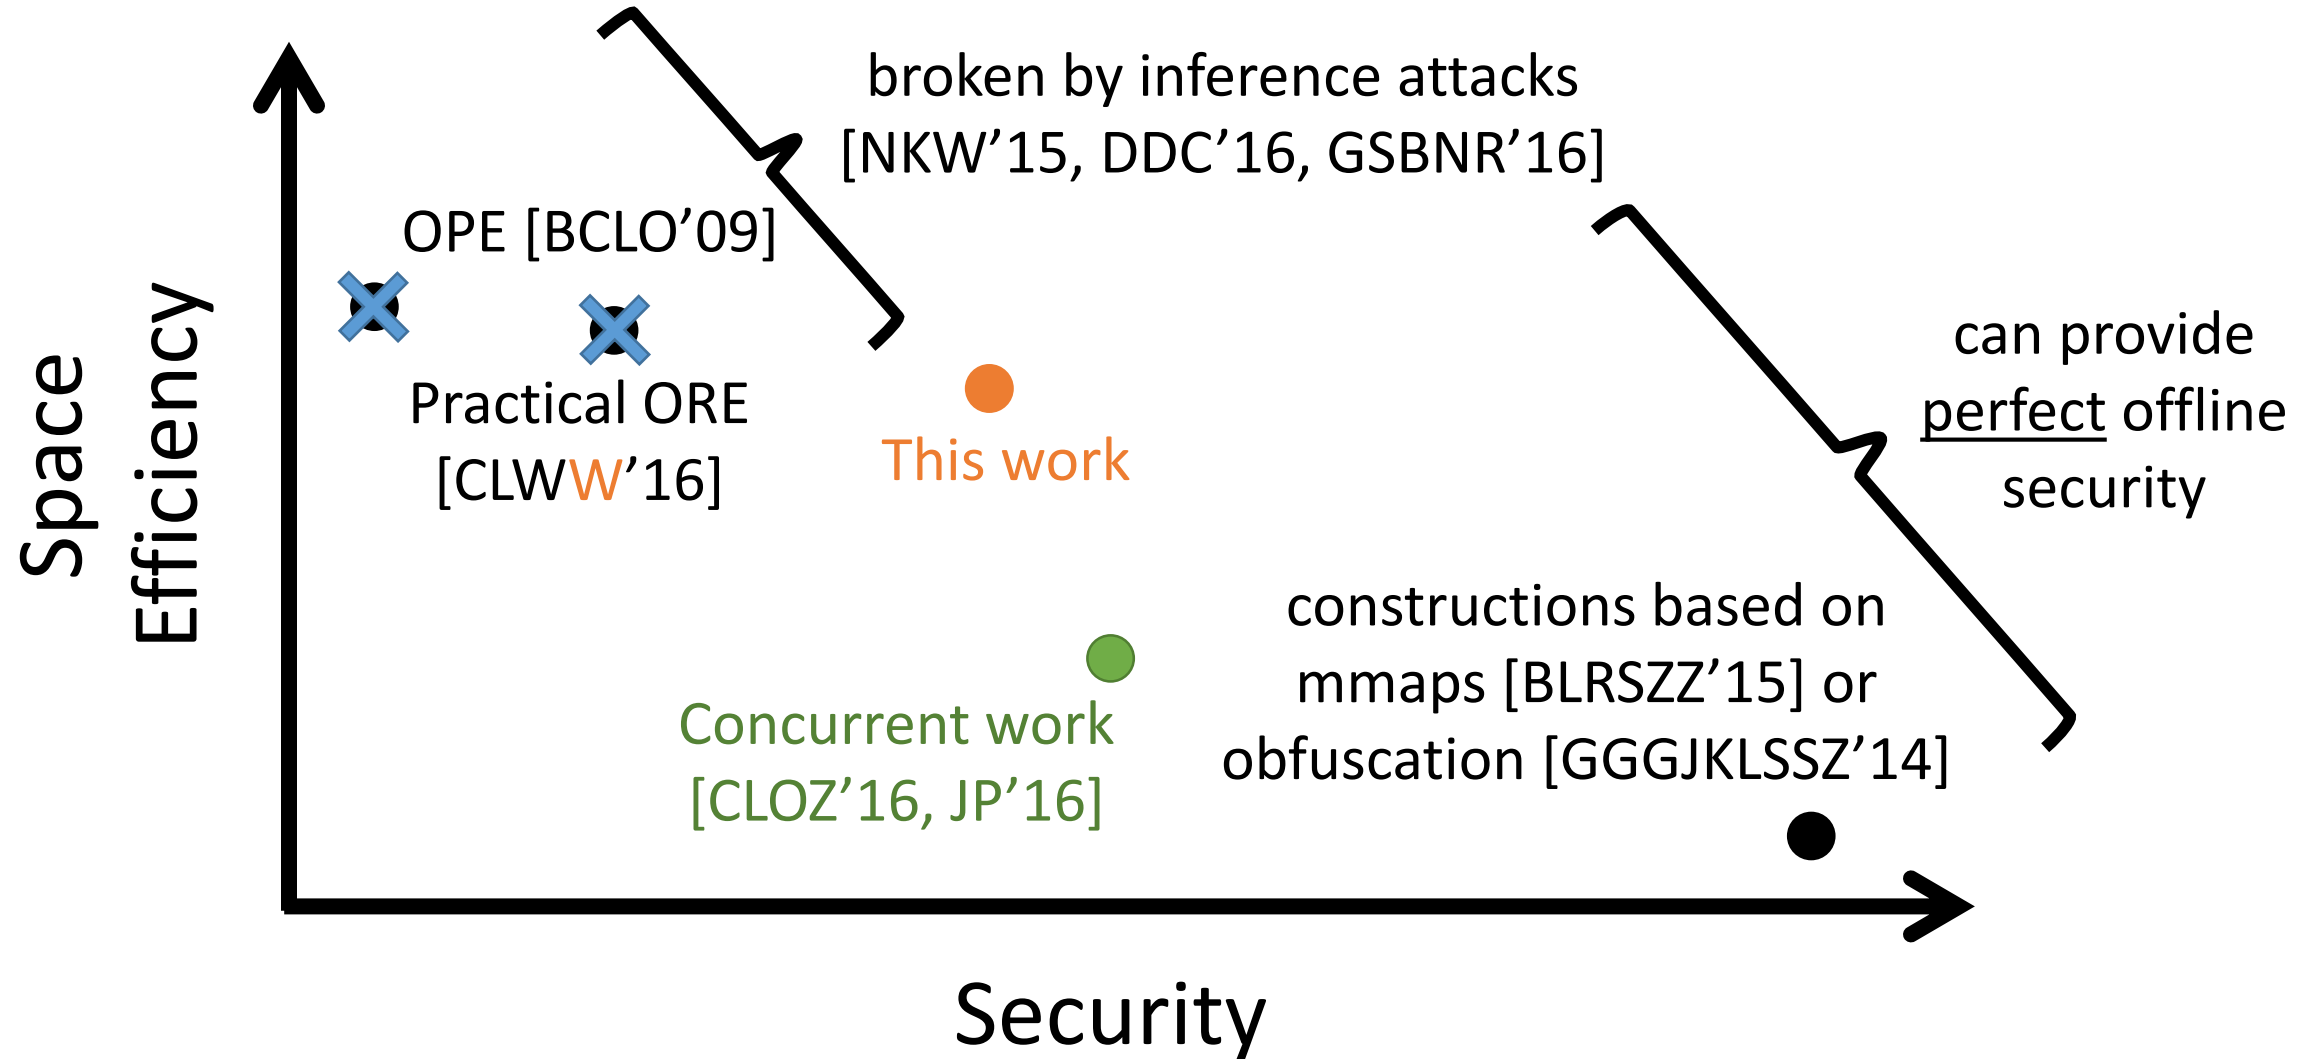 broken by inference attacks
[NKW’15, DDC’16, GSBNR’16]
OPE [BCLO’09]
Practical ORE
[CLWW’16]
This work
can provide
perfect offline
security
constructions based on
mmaps [BLRSZZ’15] or
obfuscation [GGGJKLSSZ’14]
Concurrent work
[CLOZ’16, JP’16]
Space
Efficiency
Security